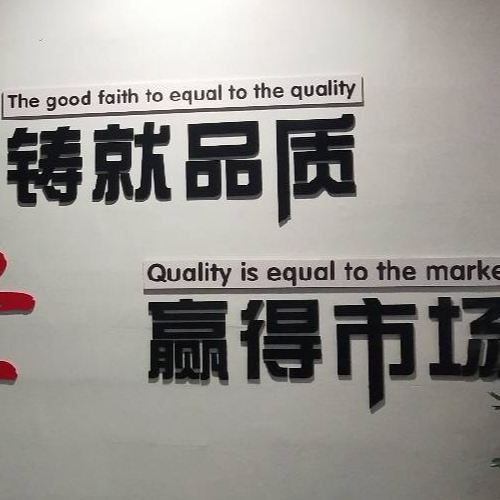 The good faith to equal to the quality
铸就品质
Quality is equal to the marke
赢得市场